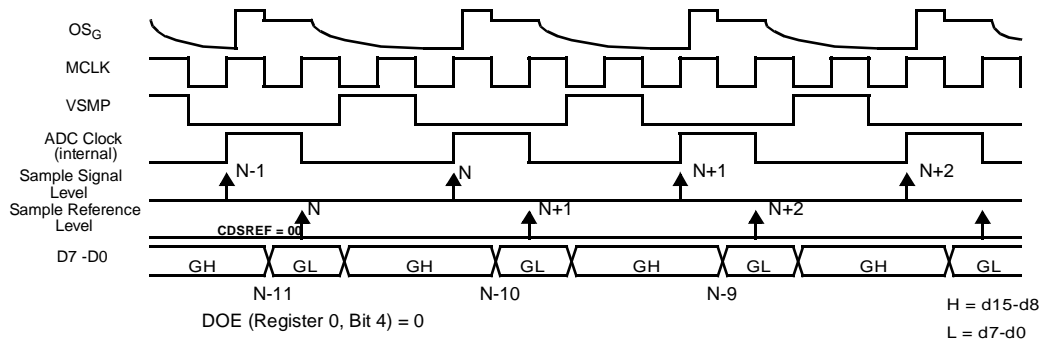 OSG
MCLK
VSMP
ADC Clock
(internal)
N-1
N
N+1
N+2
Sample Signal
Level
Sample Reference
Level
N
N+1
N+2
CDSREF = 00
D7 -D0
GH
GL
GH
GL
GH
GL
GH
GL
N-11
N-10
N-9
DOE (Register 0, Bit 4) = 0
H = d15-d8
L = d7-d0